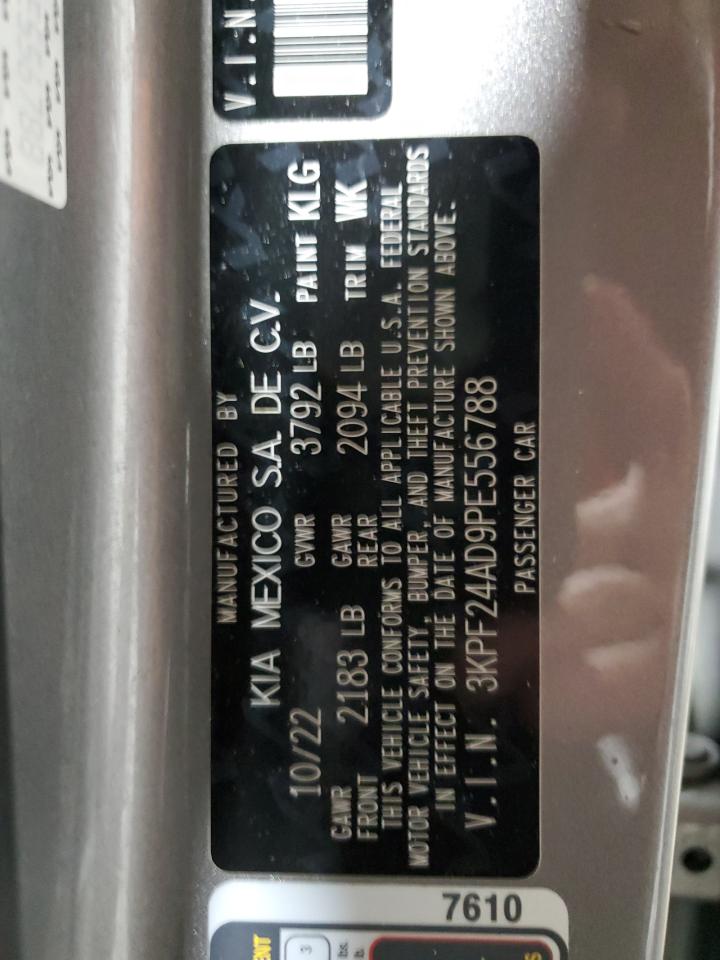 V.I.N.
MANUFACTURED BY
KIA MEXICO S.A. DE C.V.
10/22 GVWR 3792 LB PAINT KLG
GAWR FRONT 2183 LB GAWR REAR 2094 LB TRIM WK
THIS VEHICLE CONFORMS TO ALL APPLICABLE U.S.A. FEDERAL
MOTOR VEHICLE SAFETY, BUMPER, AND THEFT PREVENTION STANDARDS
IN EFFECT ON THE DATE OF MANUFACTURE SHOWN ABOVE.
V.I.N. 3KPF24AD9PE556788
PASSENGER CAR
7610
3
lbs.